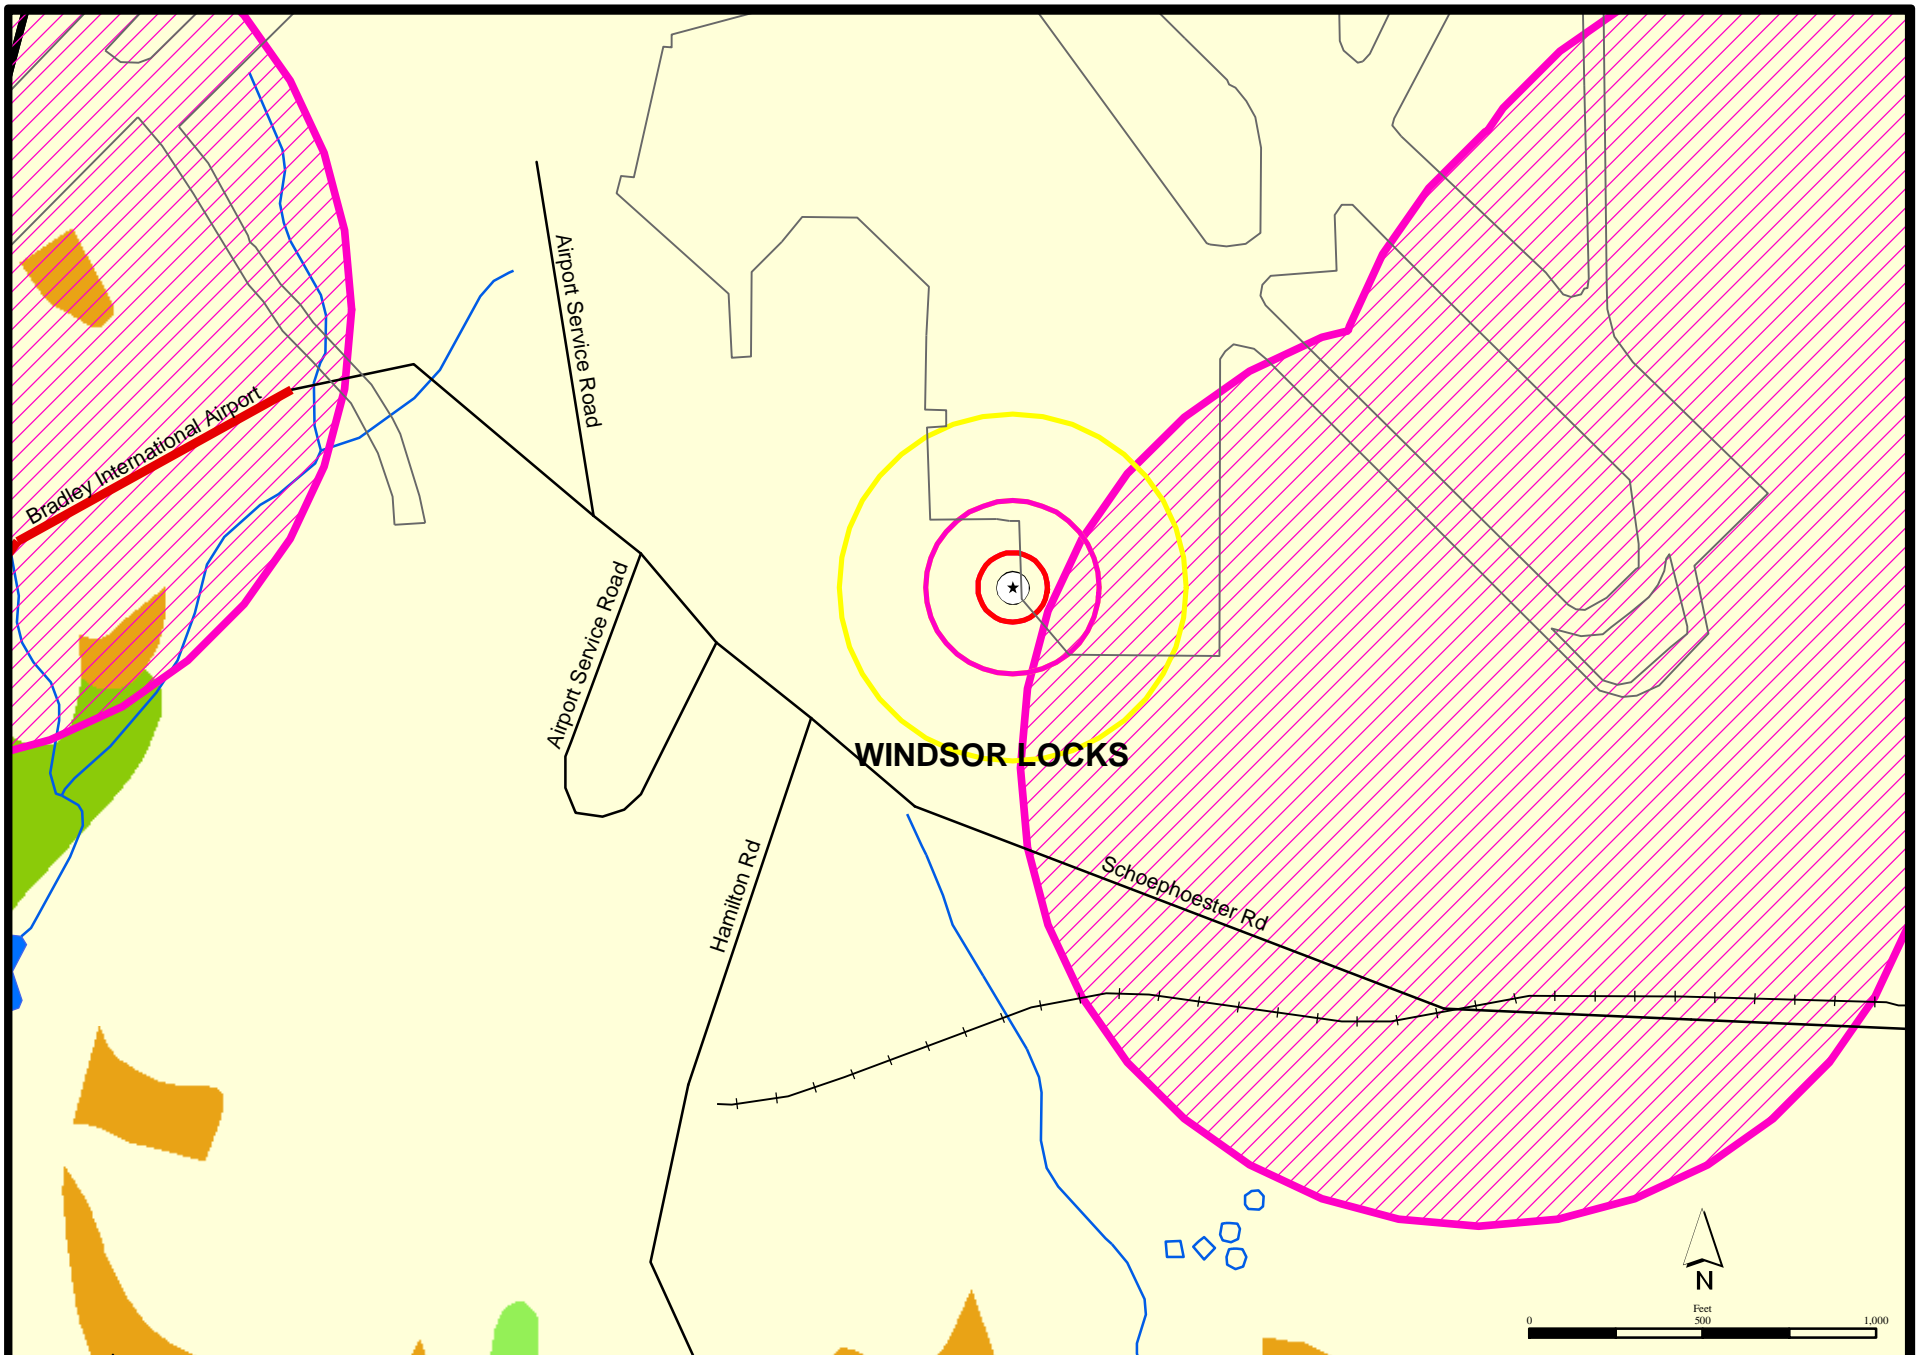 Airport Service Road
Bradley International Airport
Airport Service Road
WINDSOR LOCKS
Hamilton Rd
Schoephoester Rd
N
Feet
0 500 1,000